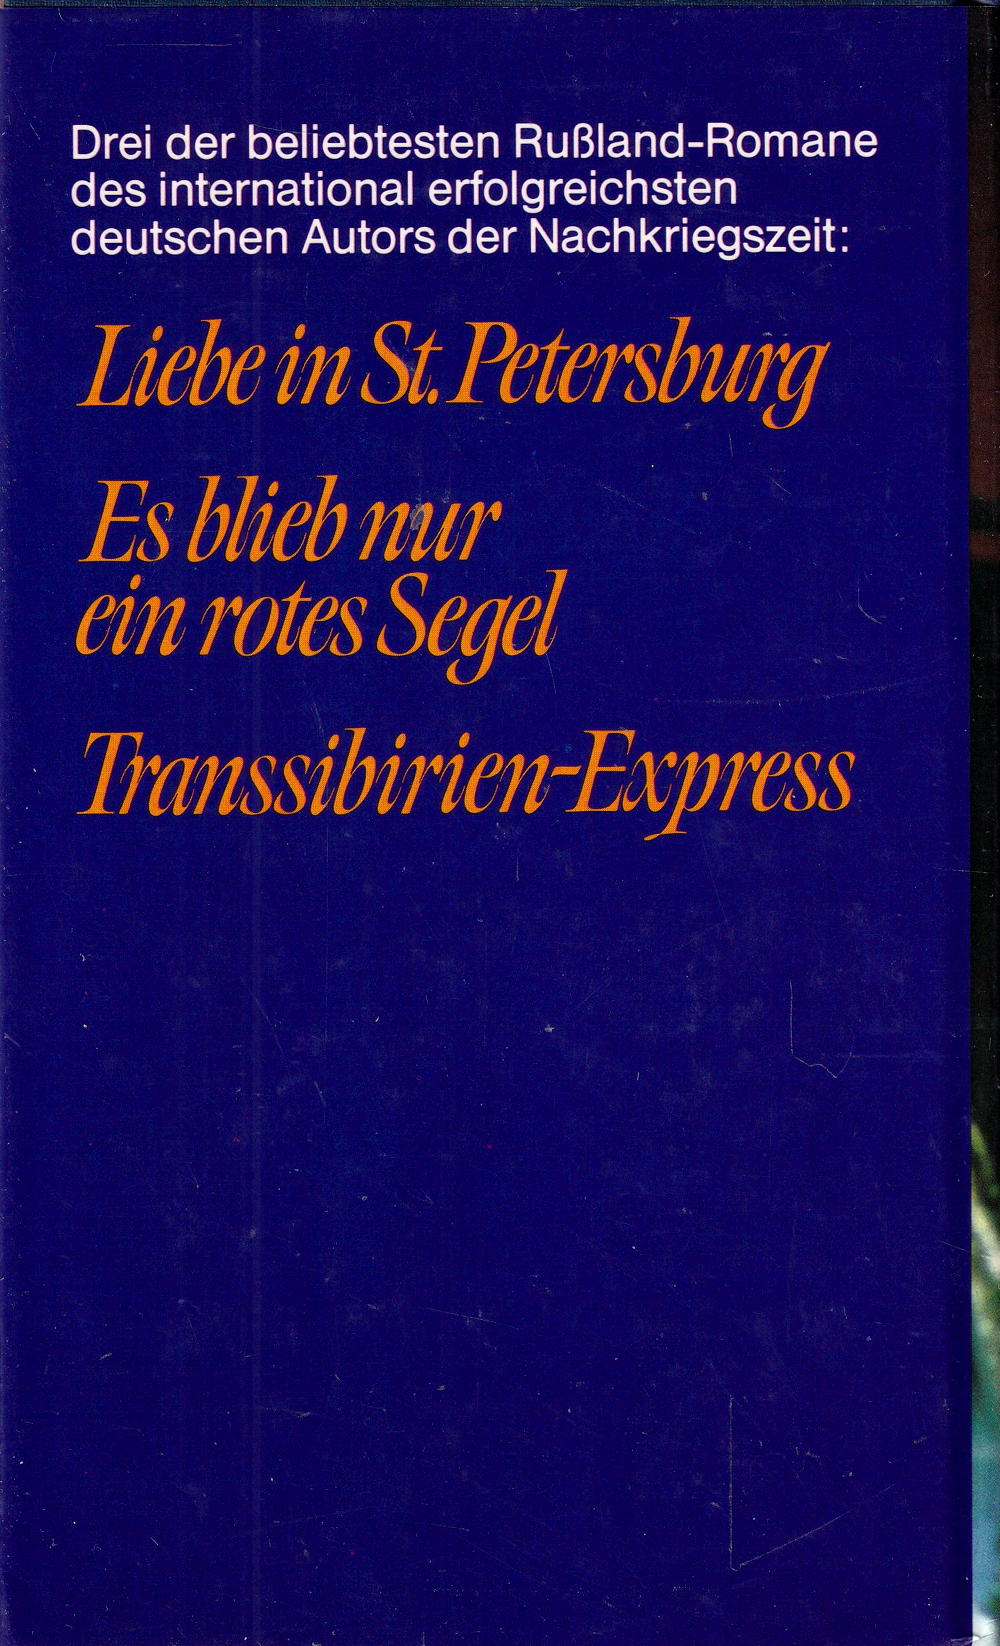 Drei der beliebtesten Rußland-Romane
des international erfolgreichsten
deutschen Autors der Nachkriegszeit:
Liebe in St. Petersburg
Es blieb nur
ein rotes Segel
Transsibirien-Express